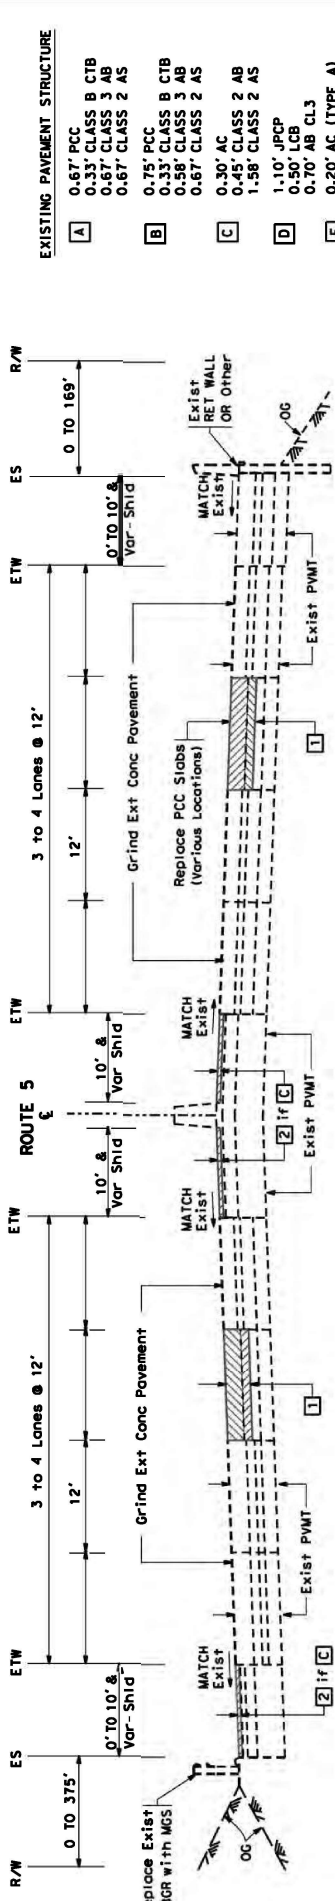 EXISTING PAVEMENT STRUCTURE
A
0.67' PCC
0.33' CLASS B CTB
0.67' CLASS 3 AB
0.67' CLASS 2 AS
B
0.75' PCC
0.33' CLASS B CTB
0.58' CLASS 3 AB
0.67' CLASS 2 AS
C
0.30' AC
0.45' CLASS 2 AB
1.58' CLASS 2 AS
D
1.10' JPCP
0.50' LCB
0.70' AB CL3
0.20' AC (TYPE A)
ROUTE 5
R/W
ES
ETW
ETW
℄
ETW
ETW
ES
R/W
0 TO 375'
0' TO 10' &
Var-Shld
3 to 4 Lanes @ 12'
12'
10' &
Var Shld
10' &
Var Shld
3 to 4 Lanes @ 12'
12'
0' TO 10' &
Var-Shld
0 TO 169'
Exist
with MGS
MATCH
Exist
Grind Ext Conc Pavement
MATCH
Exist
MATCH
Exist
Grind Ext Conc Pavement
Replace PCC Slabs
(Various Locations)
MATCH
Exist
Exist
RET WALL
OR Other
OG
OG
2 if C
Exist PVMT
1
2 if C
Exist PVMT
1
Exist PVMT